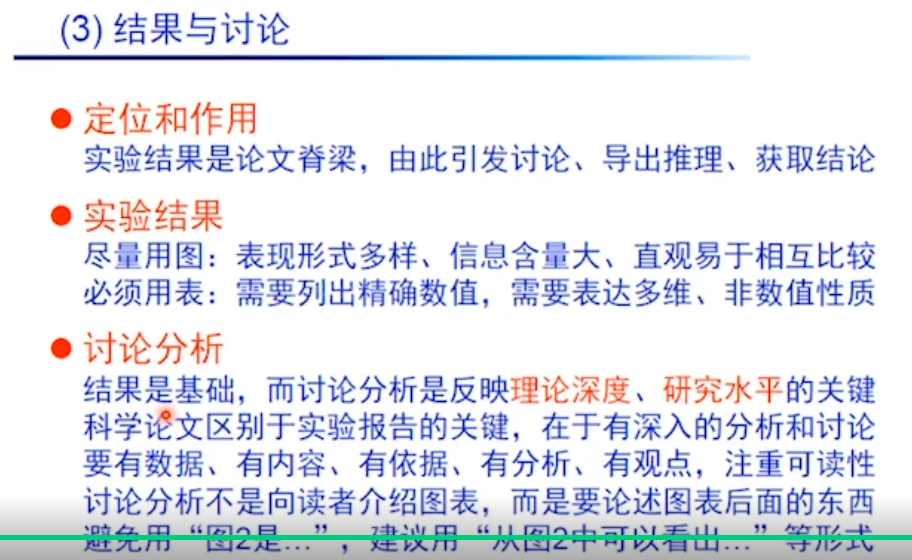 (3) 结果与讨论
● 定位和作用
实验结果是论文脊梁，由此引发讨论、导出推理、获取结论
● 实验结果
尽量用图：表现形式多样、信息含量大、直观易于相互比较
必须用表：需要列出精确数值，需要表达多维、非数值性质
● 讨论分析
结果是基础，而讨论分析是反映理论深度、研究水平的关键
科学论文区别于实验报告的关键，在于有深入的分析和讨论
要有数据、有内容、有依据、有分析、有观点，注重可读性
讨论分析不是向读者介绍图表，而是要论述图表后面的东西
避免用“图2是…”，建议用“从图2中可以看出…”等形式